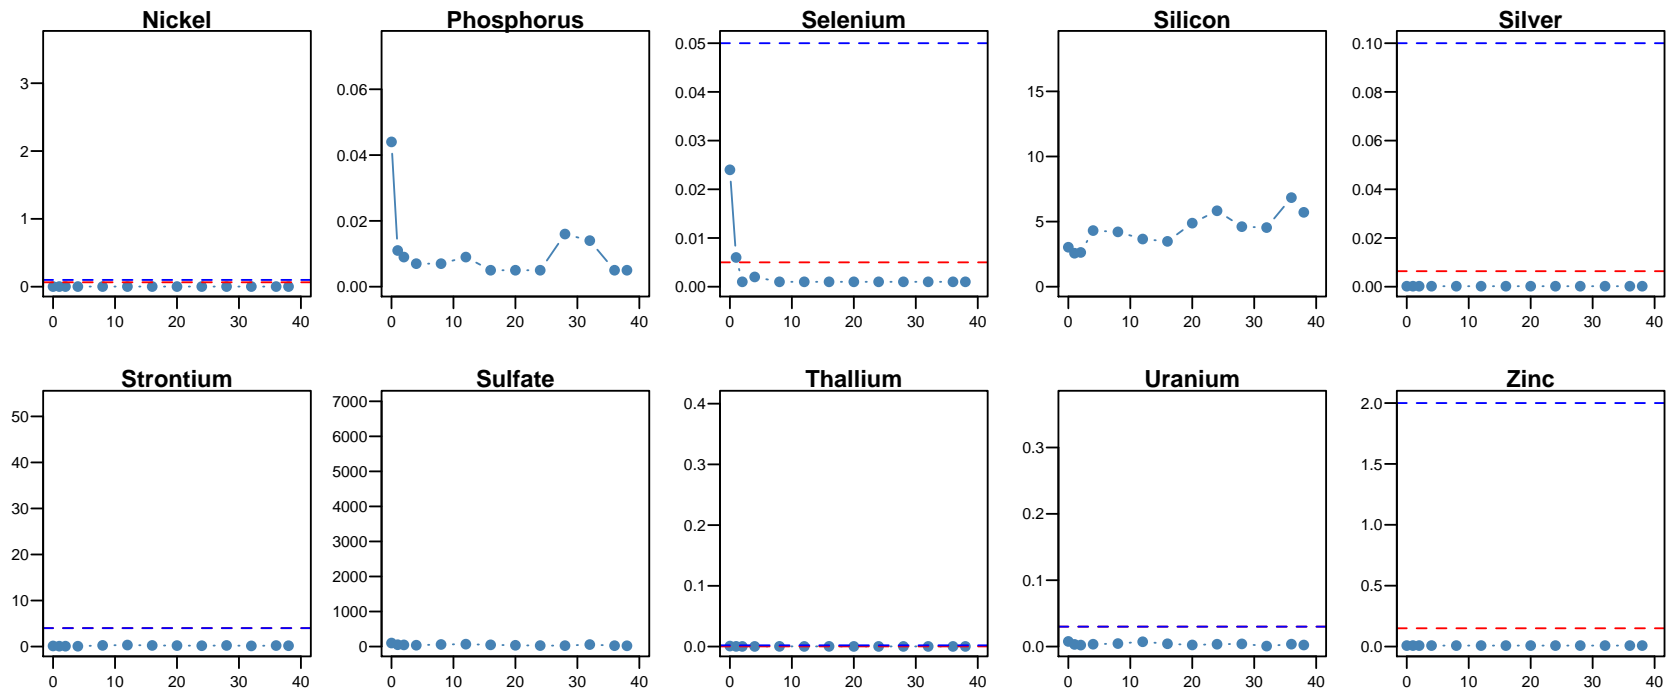 Nickel Phosphorus Selenium Silicon Silver
3 0.06 0.05 15 0.10
2 0.04 0.04 10 0.08
1 0.02 0.03 5 0.06
0 0.00 0.02 0 0.04
0.01 0.02
0.00 0.00
0 10 20 30 40 0 10 20 30 40 0 10 20 30 40 0 10 20 30 40 0 10 20 30 40
Strontium Sulfate Thallium Uranium Zinc
50 7000 0.4 0.3 2.0
40 6000 0.3 0.2 1.5
30 5000 0.2 0.1 1.0
20 4000 0.1 0.0 0.5
10 3000 0.0 0.0
0 2000
1000
0
0 10 20 30 40 0 10 20 30 40 0 10 20 30 40 0 10 20 30 40 0 10 20 30 40